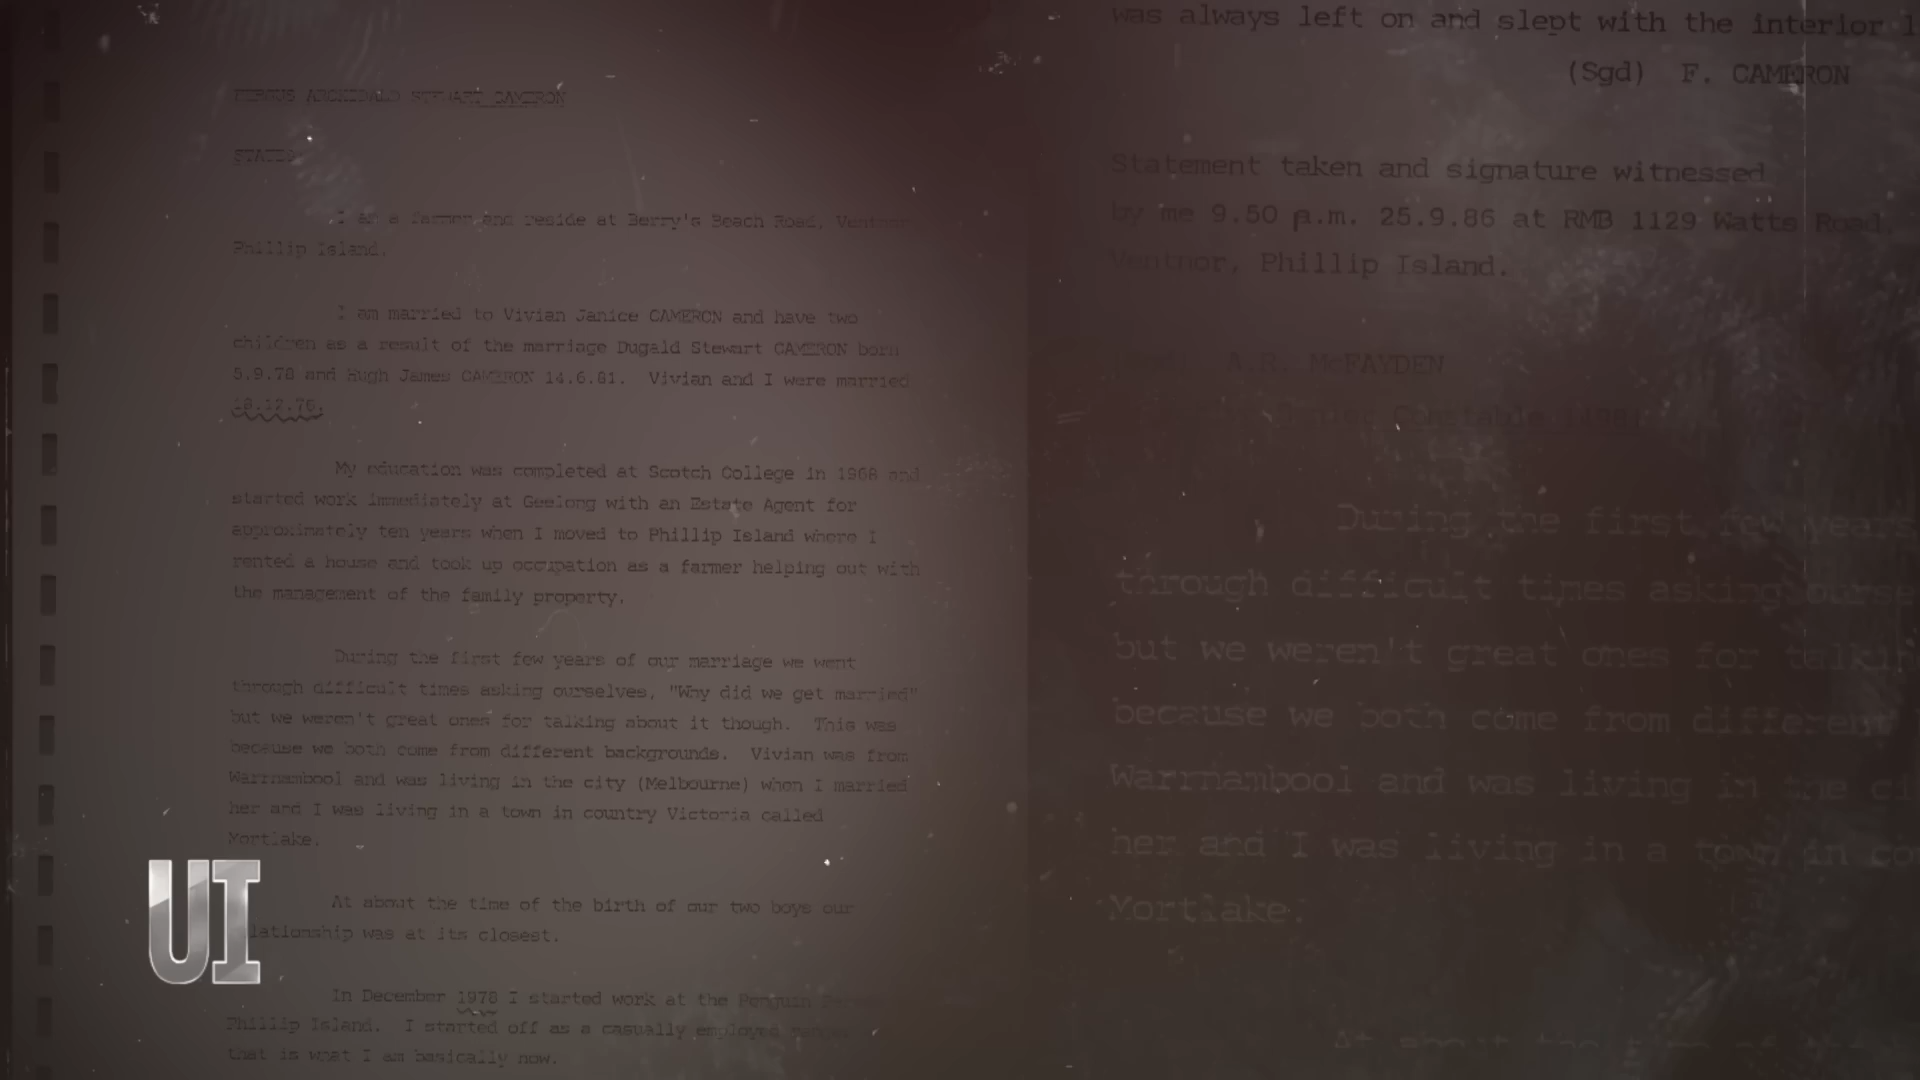 FERGUS ARCHIBALD STEWART CAMERON
I am a farmer and reside at Berry's Beach Road, Ventnor
Phillip Island.
I am married to Vivian Janice CAMERON and have two
children as a result of the marriage Dugald Stewart CAMERON born
5.9.78 and Hugh James CAMERON 14.6.81. Vivian and I were married
My education was completed at Scotch College in 1968 and
started work immediately at Geelong with an Estate Agent for
approximately ten years when I moved to Phillip Island where I
rented a house and took up occupation as a farmer helping out with
the management of the family property.
During the first few years of our marriage we went
through difficult times asking ourselves, "Why did we get married"
but we weren't great ones for talking about it though. This was
because we both come from different backgrounds. Vivian was from
Warrnambool and was living in the city (Melbourne) when I married
her and I was living in a town in country Victoria called
Mortlake.
At about the time of the birth of our two boys our
lationship was at its closest.
In December 1978 I started work at the Penguin
Phillip Island. I started off as a casually employed
that is what I am basically now.
UI
was always left on and slept with the interior l
(Sgd) F. CAMERON
Statement taken and signature witnessed
by me 9.50 p.m. 25.9.86 at RMB 1129 Watts Road,
Ventnor, Phillip Island.
A.R. McFAYDEN
Constable
During the first few years
through difficult times asking ourse
but we weren't great ones for talkin
because we both come from different
Warrnambool and was living in the ci
her and I was living in a town in co
Mortlake.